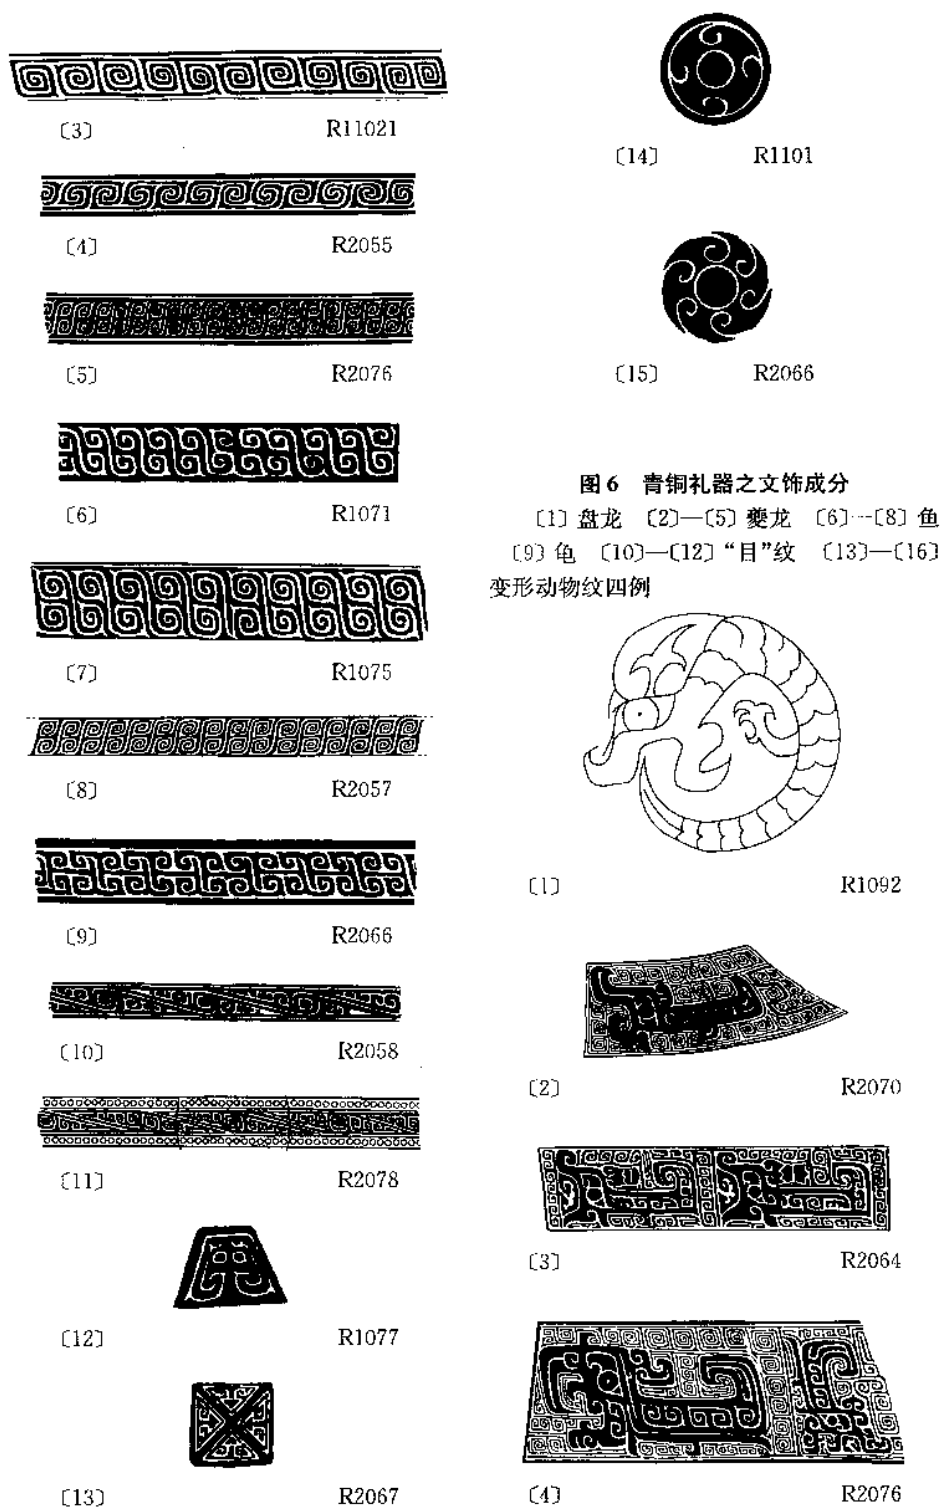 〔3〕 R11021
〔4〕 R2055
〔5〕 R2076
〔6〕 R1071
〔7〕 R1075
〔8〕 R2057
〔9〕 R2066
〔10〕 R2058
〔11〕 R2078
〔12〕 R1077
〔13〕 R2067
〔14〕 R1101
〔15〕 R2066
图6 青铜礼器之文饰成分
〔1〕盘龙 〔2〕—〔5〕夔龙 〔6〕—〔8〕鱼
〔9〕龟 〔10〕—〔12〕“目”纹 〔13〕—〔16〕
变形动物纹四例
〔1〕 R1092
〔2〕 R2070
〔3〕 R2064
〔4〕 R2076